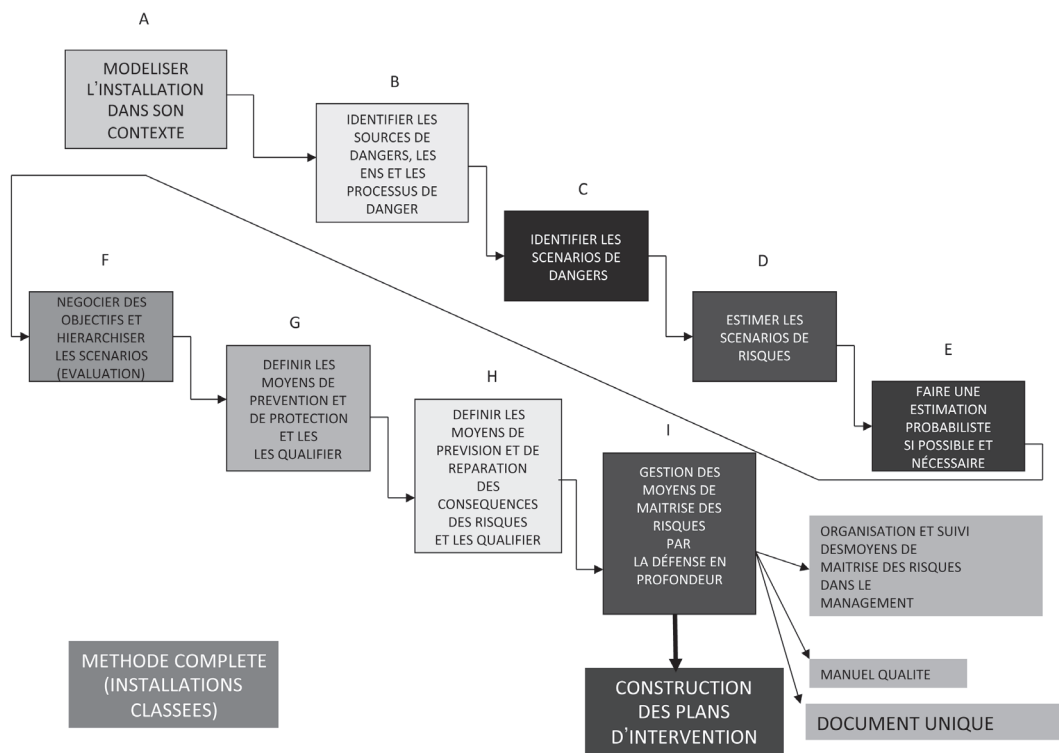 A
MODELISER
L'INSTALLATION
DANS SON
CONTEXTE
B
IDENTIFIER LES
SOURCES DE
DANGERS, LES
ENS ET LES
PROCESSUS DE
DANGER
C
IDENTIFIER LES
SCENARIOS DE
DANGERS
D
ESTIMER LES
SCENARIOS DE
RISQUES
E
FAIRE UNE
ESTIMATION
PROBABILISTE
SI POSSIBLE ET
NÉCESSAIRE
F
NEGOCIER DES
OBJECTIFS ET
HIERARCHISER
LES SCENARIOS
(EVALUATION)
G
DEFINIR LES
MOYENS DE
PREVENTION ET
DE PROTECTION
ET LES
LES QUALIFIER
H
DEFINIR LES
MOYENS DE
PREVISION ET DE
REPARATION
DES
CONSEQUENCES
DES RISQUES
ET LES QUALIFIER
I
GESTION DES
MOYENS DE
MAITRISE DES
RISQUES
PAR
LA DÉFENSE EN
PROFONDEUR
ORGANISATION ET SUIVI
DESMOYENS DE
MAITRISE DES RISQUES
DANS LE
MANAGEMENT
MANUEL QUALITE
DOCUMENT UNIQUE
CONSTRUCTION
DES PLANS
D'INTERVENTION
METHODE COMPLETE
(INSTALLATIONS
CLASSEES)